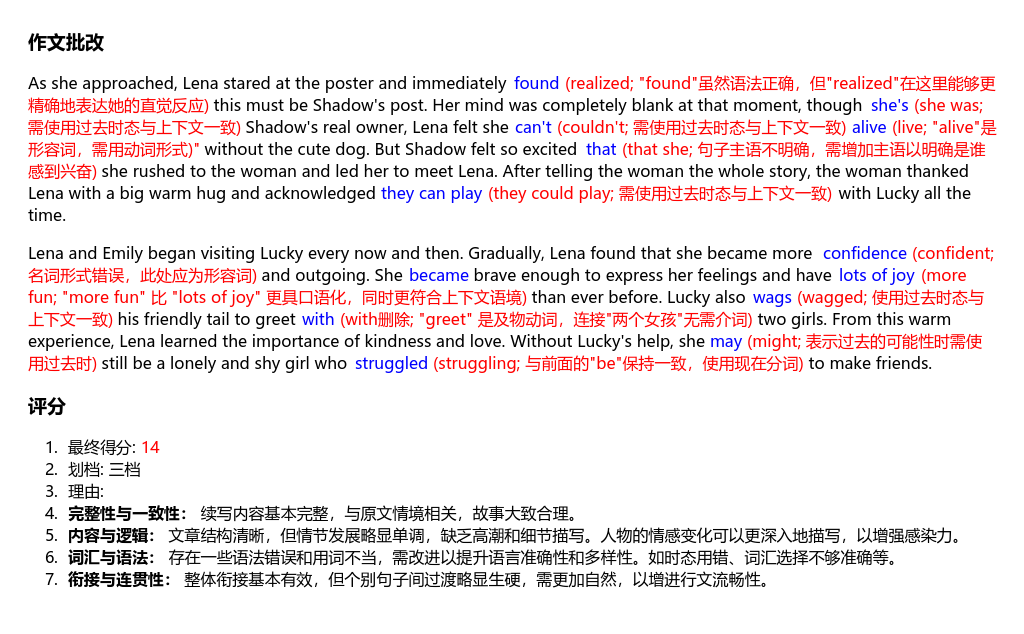 作文批改
As she approached, Lena stared at the poster and immediately found (realized; "found"虽然语法正确，但"realized"在这里能够更
精确地表达她的直觉反应) this must be Shadow's post. Her mind was completely blank at that moment, though she's (she was;
需使用过去时态与上下文一致) Shadow's real owner, Lena felt she can't (couldn't; 需使用过去时态与上下文一致) alive (live; "alive"是
形容词，需用动词形式)" without the cute dog. But Shadow felt so excited that (that she; 句子主语不明确，需增加主语以明确是谁
感到兴奋) she rushed to the woman and led her to meet Lena. After telling the woman the whole story, the woman thanked
Lena with a big warm hug and acknowledged they can play (they could play; 需使用过去时态与上下文一致) with Lucky all the
time.
Lena and Emily began visiting Lucky every now and then. Gradually, Lena found that she became more confidence (confident;
名词形式错误，此处应为形容词) and outgoing. She became brave enough to express her feelings and have lots of joy (more
fun; "more fun" 比 "lots of joy" 更具口语化，同时更符合上下文语境) than ever before. Lucky also wags (wagged; 使用过去时态与
上下文一致) his friendly tail to greet with (with删除; "greet" 是及物动词，连接"两个女孩"无需介词) two girls. From this warm
experience, Lena learned the importance of kindness and love. Without Lucky's help, she may (might; 表示过去的可能性时需使
用过去时) still be a lonely and shy girl who struggled (struggling; 与前面的"be"保持一致，使用现在分词) to make friends.
评分
1. 最终得分: 14
2. 划档: 三档
3. 理由:
4. 完整性与一致性： 续写内容基本完整，与原文情境相关，故事大致合理。
5. 内容与逻辑： 文章结构清晰，但情节发展略显单调，缺乏高潮和细节描写。人物的情感变化可以更深入地描写，以增强感染力。
6. 词汇与语法： 存在一些语法错误和用词不当，需改进以提升语言准确性和多样性。如时态用错、词汇选择不够准确等。
7. 衔接与连贯性： 整体衔接基本有效，但个别句子间过渡略显生硬，需更加自然，以增进行文流畅性。